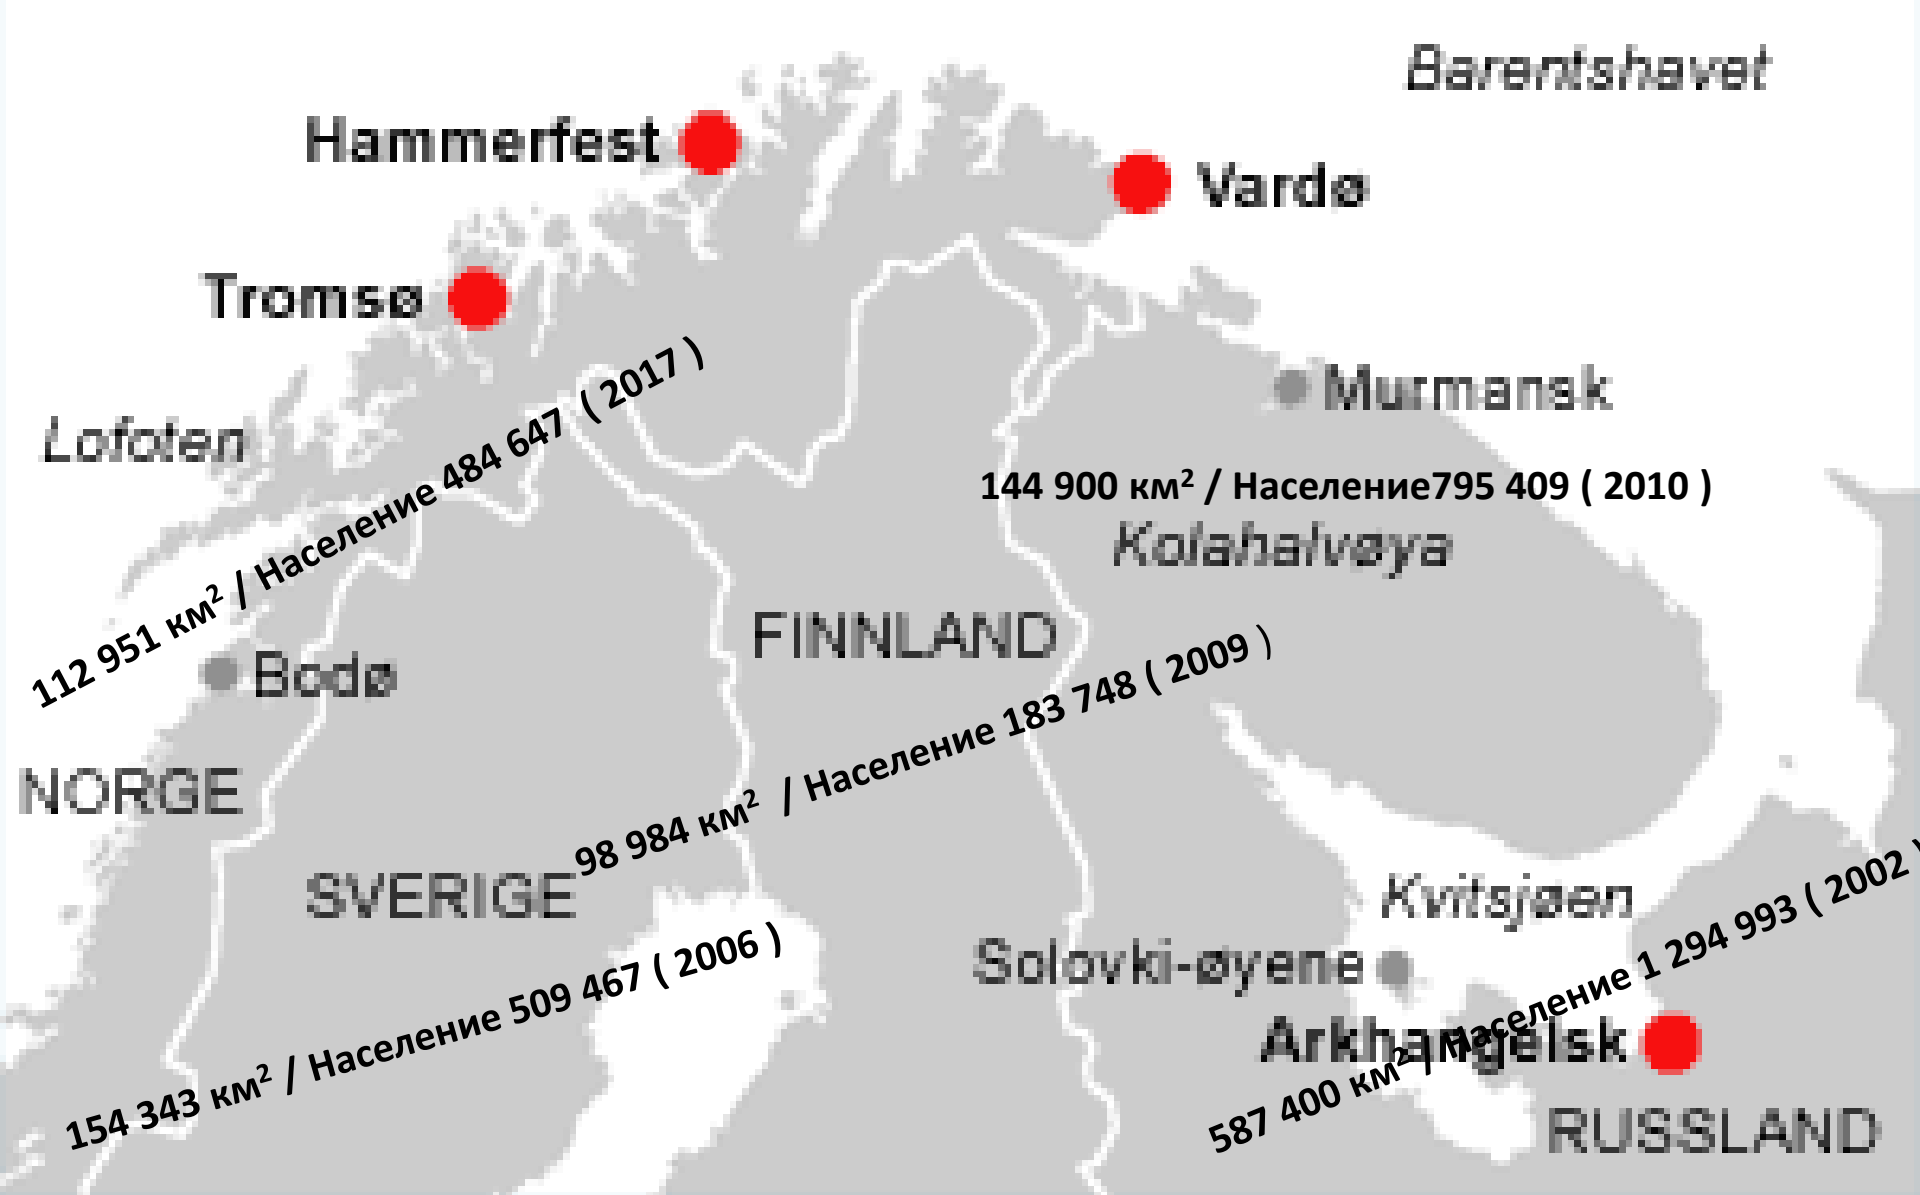 Barentshavet
Hammerfest
Vardø
Tromsø
Murmansk
Lofoten
112 951 км² / Население 484 647 ( 2017 )
144 900 км² / Население795 409 ( 2010 )
Kolahalvøya
FINNLAND
Bodø
98 984 км² / Население 183 748 ( 2009 )
NORGE
SVERIGE
Kvitsjøen
Solovki-øyene
154 343 км² / Население 509 467 ( 2006 )
Arkhangelsk
587 400 км² / Население 1 294 993 ( 2002 )
RUSSLAND